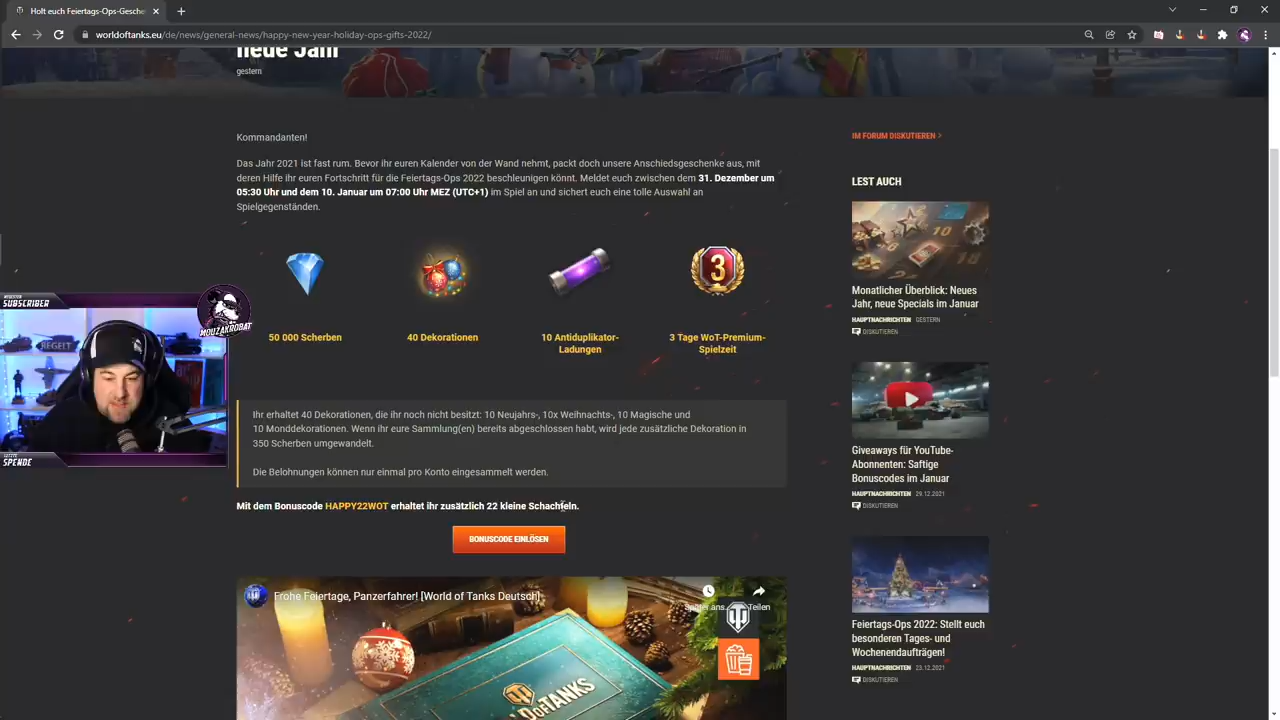 Holt euch Feiertags-Ops-Gesche
worldoftanks.eu/de/news/general-news/happy-new-year-holiday-ops-gifts-2022/
neue Jahr
gestern
Kommandanten!
Das Jahr 2021 ist fast rum. Bevor ihr euren Kalender von der Wand nehmt, packt doch unsere Anschiedsgeschenke aus, mit
deren Hilfe ihr euren Fortschritt für die Feiertags-Ops 2022 beschleunigen könnt. Meldet euch zwischen dem 31. Dezember um
05:30 Uhr und dem 10. Januar um 07:00 Uhr MEZ (UTC+1) im Spiel an und sichert euch eine tolle Auswahl an
Spielgegenständen.
3
50 000 Scherben
40 Dekorationen
10 Antiduplikator-
Ladungen
3 Tage WoT-Premium-
Spielzeit
Ihr erhaltet 40 Dekorationen, die ihr noch nicht besitzt: 10 Neujahrs-, 10x Weihnachts-, 10 Magische und
10 Monddekorationen. Wenn ihr eure Sammlung(en) bereits abgeschlossen habt, wird jede zusätzliche Dekoration in
350 Scherben umgewandelt.
Die Belohnungen können nur einmal pro Konto eingesammelt werden.
Mit dem Bonuscode HAPPY22WOT erhaltet ihr zusätzlich 22 kleine Schachteln.
BONUSCODE EINLÖSEN
Frohe Feiertage, Panzerfahrer! [World of Tanks Deutsch]
Später ans...
Teilen
OF TANKS
IM FORUM DISKUTIEREN
LEST AUCH
Monatlicher Überblick: Neues
Jahr, neue Specials im Januar
HAUPTNACHRICHTEN GESTERN
DISKUTIEREN
Giveaways für YouTube-
Abonnenten: Saftige
Bonuscodes im Januar
HAUPTNACHRICHTEN 29.12.2021
DISKUTIEREN
Feiertags-Ops 2022: Stellt euch
besonderen Tages- und
Wochenendaufträgen!
HAUPTNACHRICHTEN 23.12.2021
DISKUTIEREN
SUBSCRIBER
MOUZAKROBAT
REGELT
SPENDE